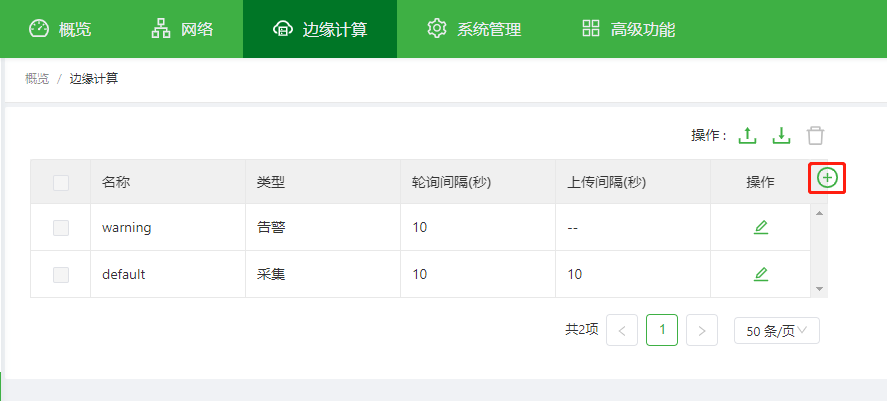 概览 网络 边缘计算 系统管理 高级功能
概览 / 边缘计算
操作 :
名称 类型 轮询间隔(秒) 上传间隔(秒) 操作
warning 告警 10 --
default 采集 10 10
共2项 < 1 > 50 条/页